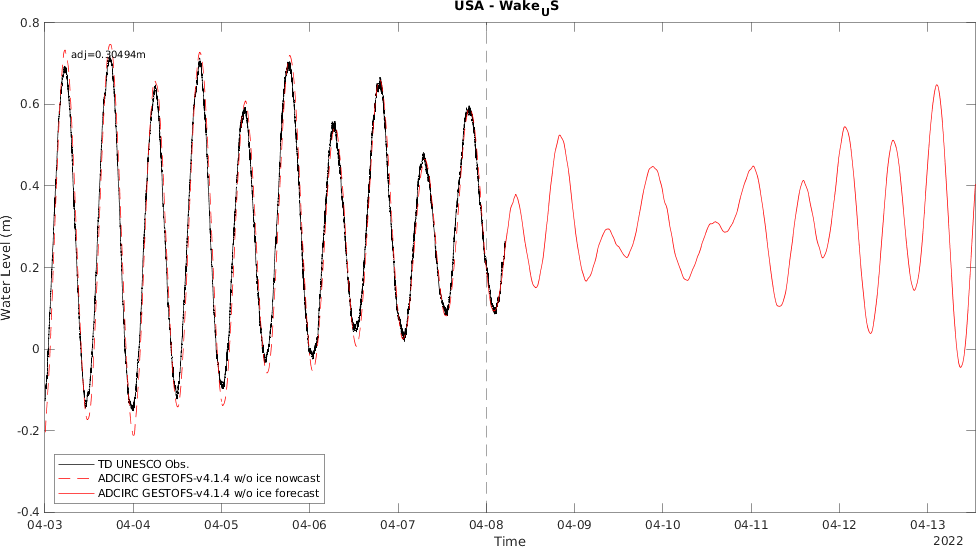 USA - Wake_US
0.8
adj=0.30494m
0.6
0.4
0.2
0
-0.2
-0.4
Water Level (m)
TD UNESCO Obs.
ADCIRC GESTOFS-v4.1.4 w/o ice nowcast
ADCIRC GESTOFS-v4.1.4 w/o ice forecast
04-03 04-04 04-05 04-06 04-07 04-08 04-09 04-10 04-11 04-12 04-13
Time
2022